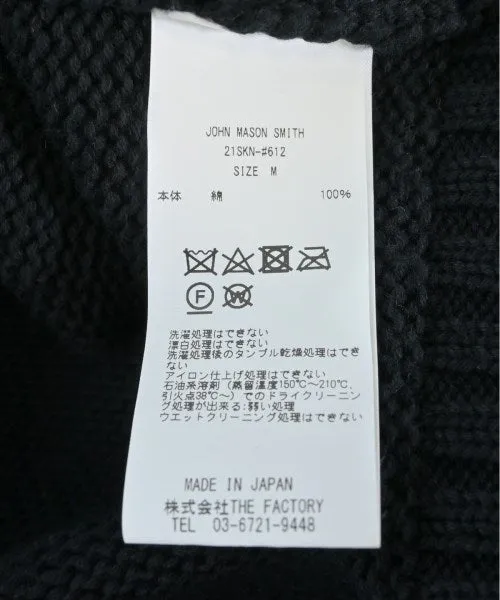 JOHN MASON SMITH
21SKN-#612
SIZE M
本体 綿 100%
F W
洗濯処理はできない
漂白処理はできない
洗濯処理後のタンブル乾燥処理はでき
ない
アイロン仕上げ処理はできない
石油系溶剤(蒸留温度150℃~210℃、
引火点38℃~)でのドライクリーニン
グ処理が出来る:弱い処理
ウエットクリーニング処理はできない
MADE IN JAPAN
株式会社THE FACTORY
TEL 03-6721-9448